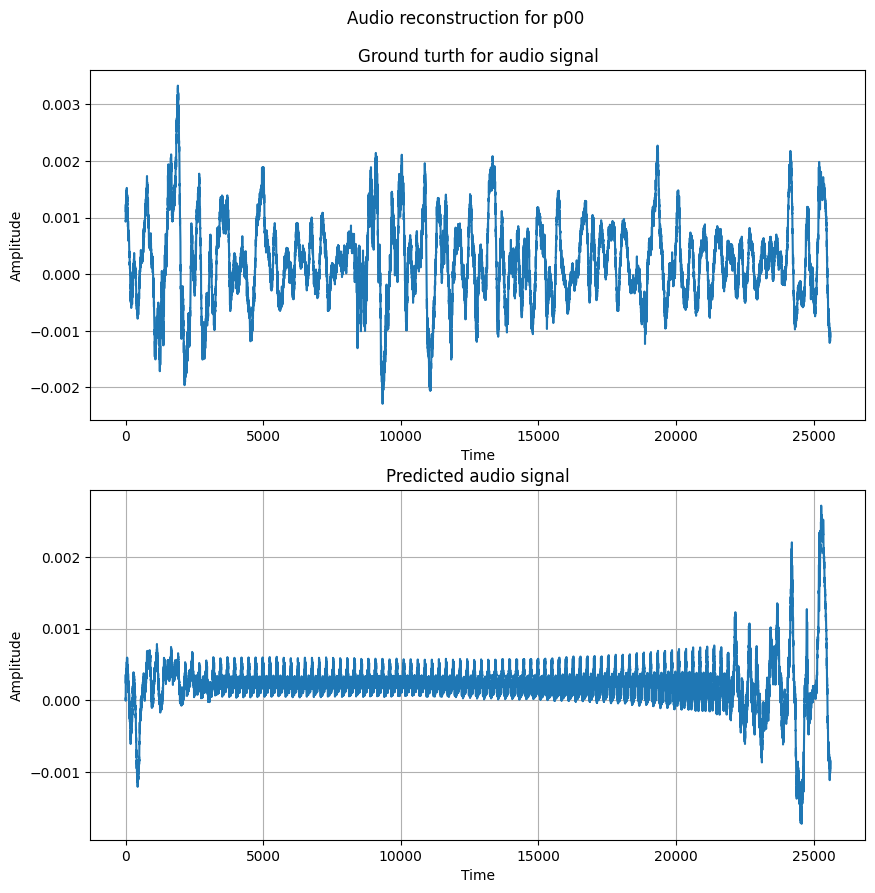 Audio reconstruction for p00
Ground turth for audio signal
Amplitude
0.003
0.002
0.001
0.000
−0.001
−0.002
0 5000 10000 15000 20000 25000
Time
Predicted audio signal
Amplitude
0.002
0.001
0.000
−0.001
0 5000 10000 15000 20000 25000
Time